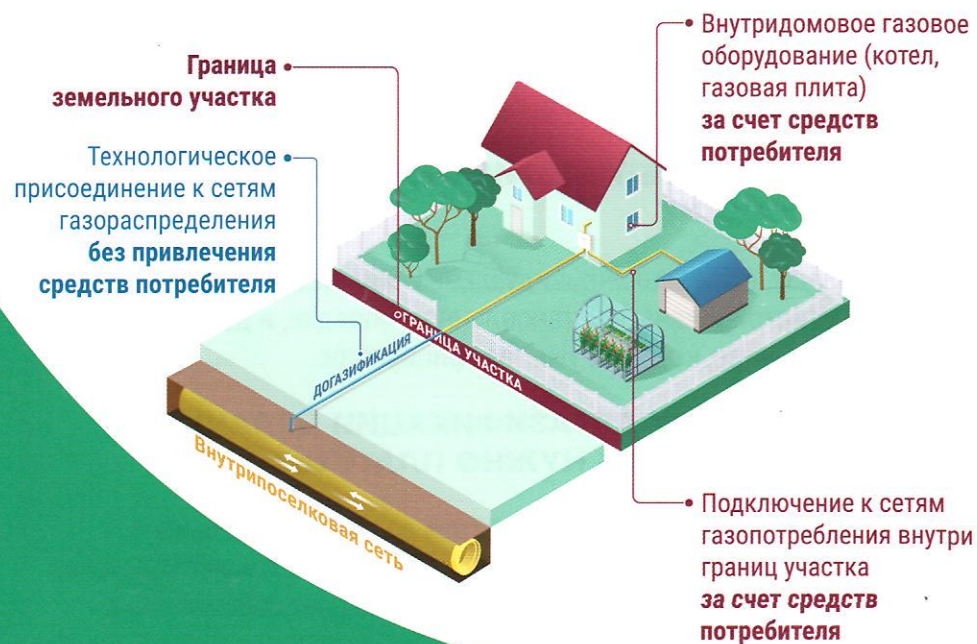 Граница
земельного участка
Технологическое
присоединение к сетям
газораспределения
без привлечения
средств потребителя
Внутридомовое газовое
оборудование (котел,
газовая плита)
за счет средств
потребителя
ГРАНИЦА УЧАСТКА
ДОГАЗИФИКАЦИЯ
Внутрипоселковая сеть
Подключение к сетям
газопотребления внутри
границ участка
за счет средств
потребителя